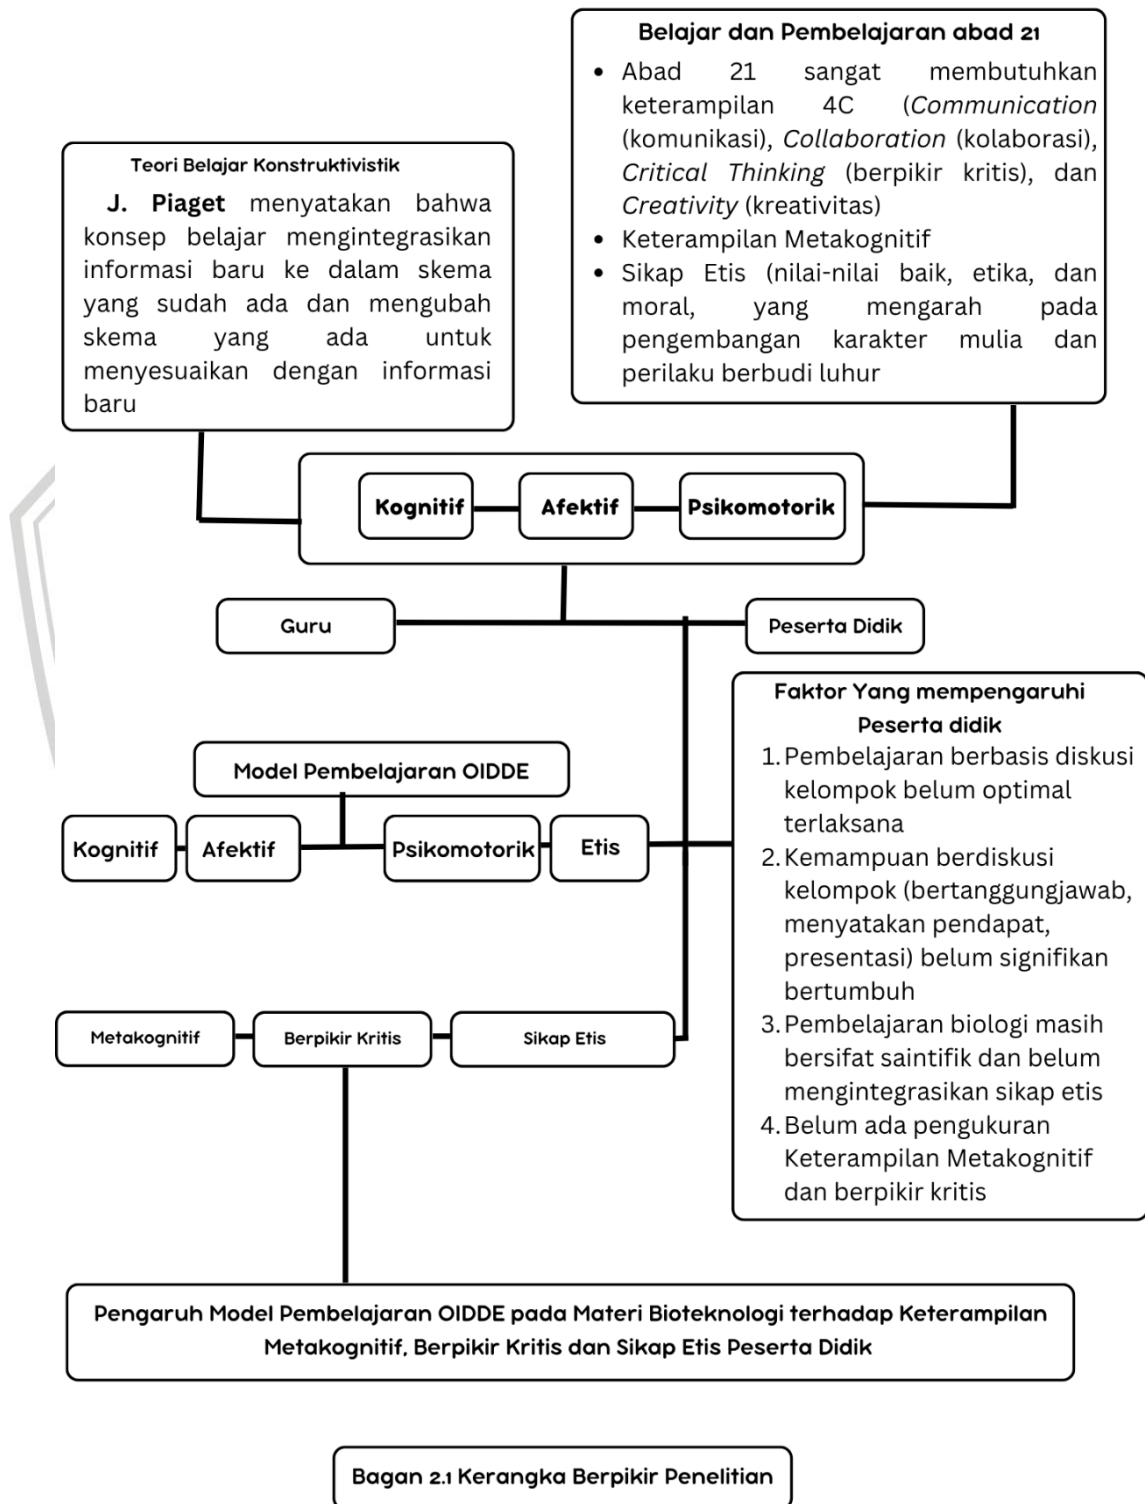 Belajar dan Pembelajaran abad 21
• Abad 21 sangat membutuhkan
keterampilan 4C (Communication
(komunikasi), Collaboration (kolaborasi),
Critical Thinking (berpikir kritis), dan
Creativity (kreativitas)
• Keterampilan Metakognitif
• Sikap Etis (nilai-nilai baik, etika, dan
moral, yang mengarah pada
pengembangan karakter mulia dan
perilaku berbudi luhur
Teori Belajar Konstruktivistik
J. Piaget menyatakan bahwa
konsep belajar mengintegrasikan
informasi baru ke dalam skema
yang sudah ada dan mengubah
skema yang ada untuk
menyesuaikan dengan informasi
baru
Kognitif
Afektif
Psikomotorik
Guru
Peserta Didik
Model Pembelajaran OIDDE
Kognitif
Afektif
Psikomotorik
Etis
Faktor Yang mempengaruhi
Peserta didik
1. Pembelajaran berbasis diskusi
kelompok belum optimal
terlaksana
2. Kemampuan berdiskusi
kelompok (bertanggungjawab,
menyatakan pendapat,
presentasi) belum signifikan
bertumbuh
3. Pembelajaran biologi masih
bersifat saintifik dan belum
mengintegrasikan sikap etis
4. Belum ada pengukuran
Keterampilan Metakognitif
dan berpikir kritis
Metakognitif
Berpikir Kritis
Sikap Etis
Pengaruh Model Pembelajaran OIDDE pada Materi Bioteknologi terhadap Keterampilan
Metakognitif, Berpikir Kritis dan Sikap Etis Peserta Didik
Bagan 2.1 Kerangka Berpikir Penelitian